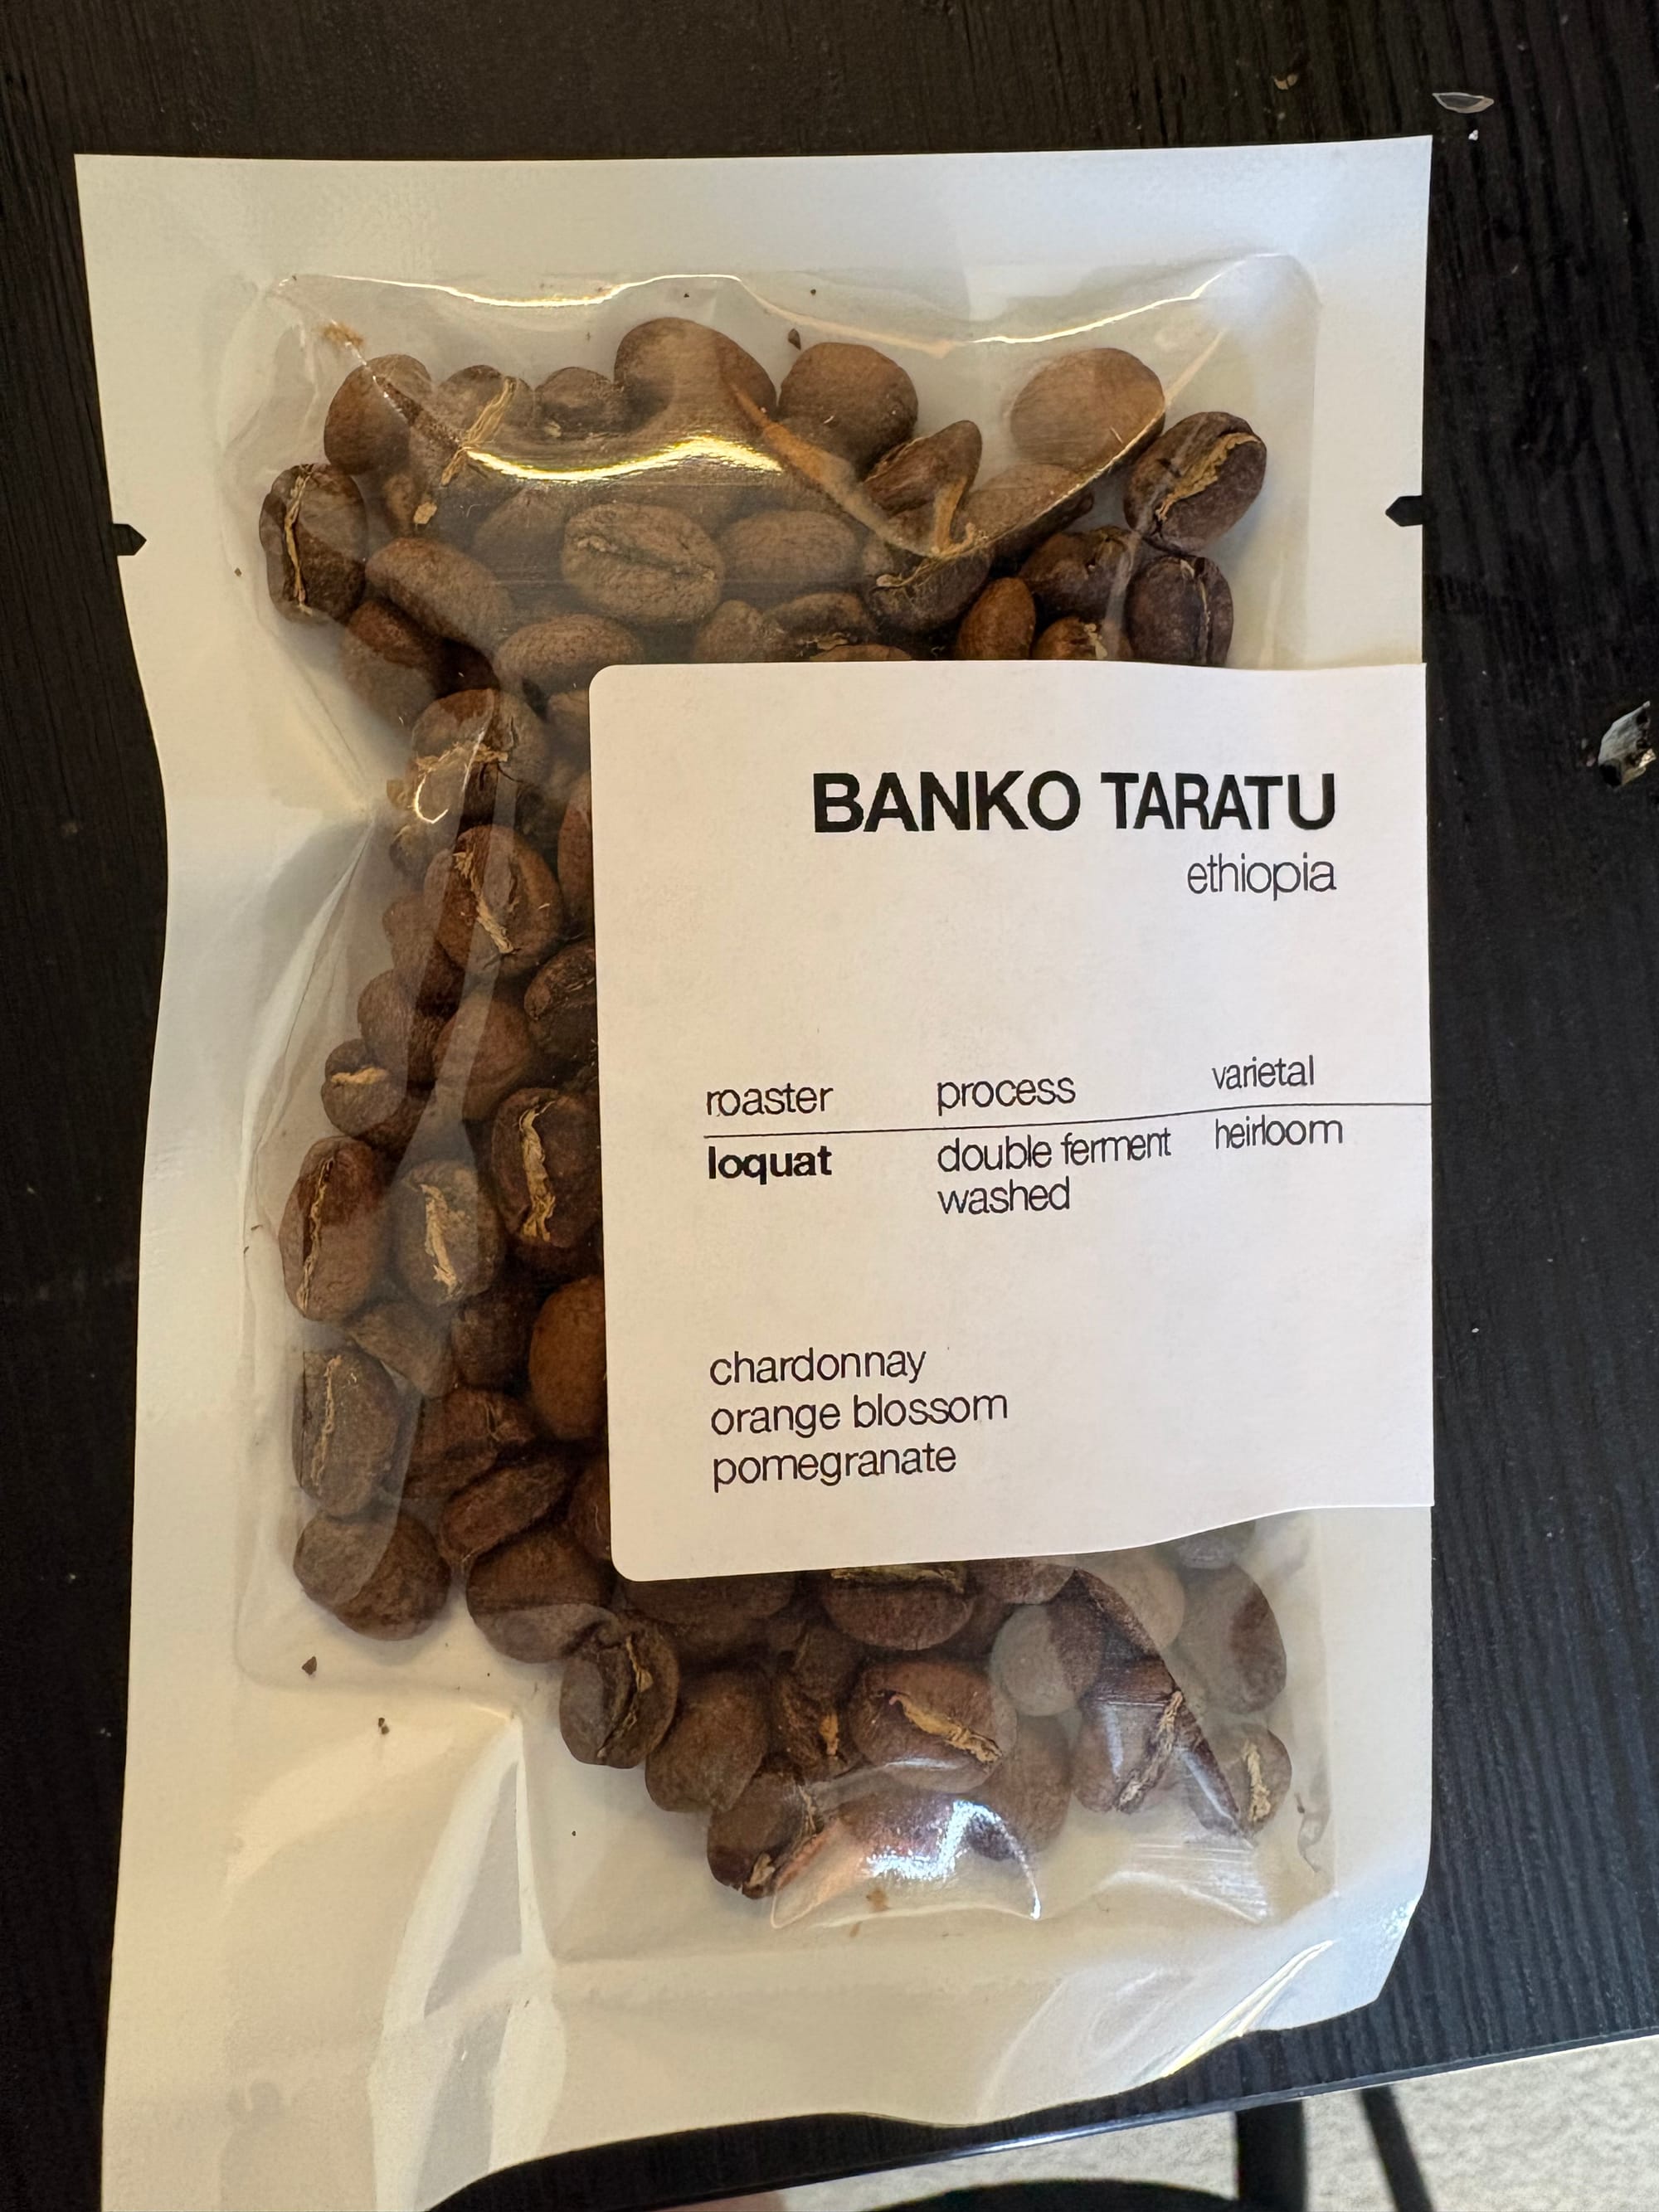 BANKO TARATU
ethiopia
roaster process varietal
loquat double ferment heirloom
washed
chardonnay
orange blossom
pomegranate